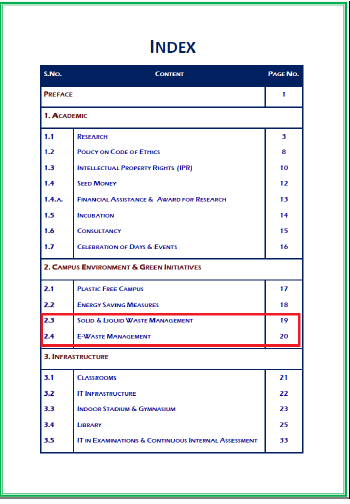 INDEX
S.NO. CONTENT PAGE NO.
PREFACE 1
1. ACADEMIC
1.1 RESEARCH 3
1.2 POLICY ON CODE OF ETHICS 8
1.3 INTELLECTUAL PROPERTY RIGHTS (IPR) 10
1.4 SEED MONEY 12
1.4.A. FINANCIAL ASSISTANCE & AWARD FOR RESEARCH 13
1.5 INCUBATION 14
1.6 CONSULTANCY 15
1.7 CELEBRATION OF DAYS & EVENTS 16
2. CAMPUS ENVIRONMENT & GREEN INITIATIVES
2.1 PLASTIC FREE CAMPUS 17
2.2 ENERGY SAVING MEASURES 18
2.3 SOLID & LIQUID WASTE MANAGEMENT 19
2.4 E-WASTE MANAGEMENT 20
3. INFRASTRUCTURE
3.1 CLASSROOMS 21
3.2 IT INFRASTRUCTURE 22
3.3 INDOOR STADIUM & GYMNASIUM 23
3.4 LIBRARY 25
3.5 IT IN EXAMINATIONS & CONTINUOUS INTERNAL ASSESSMENT 33